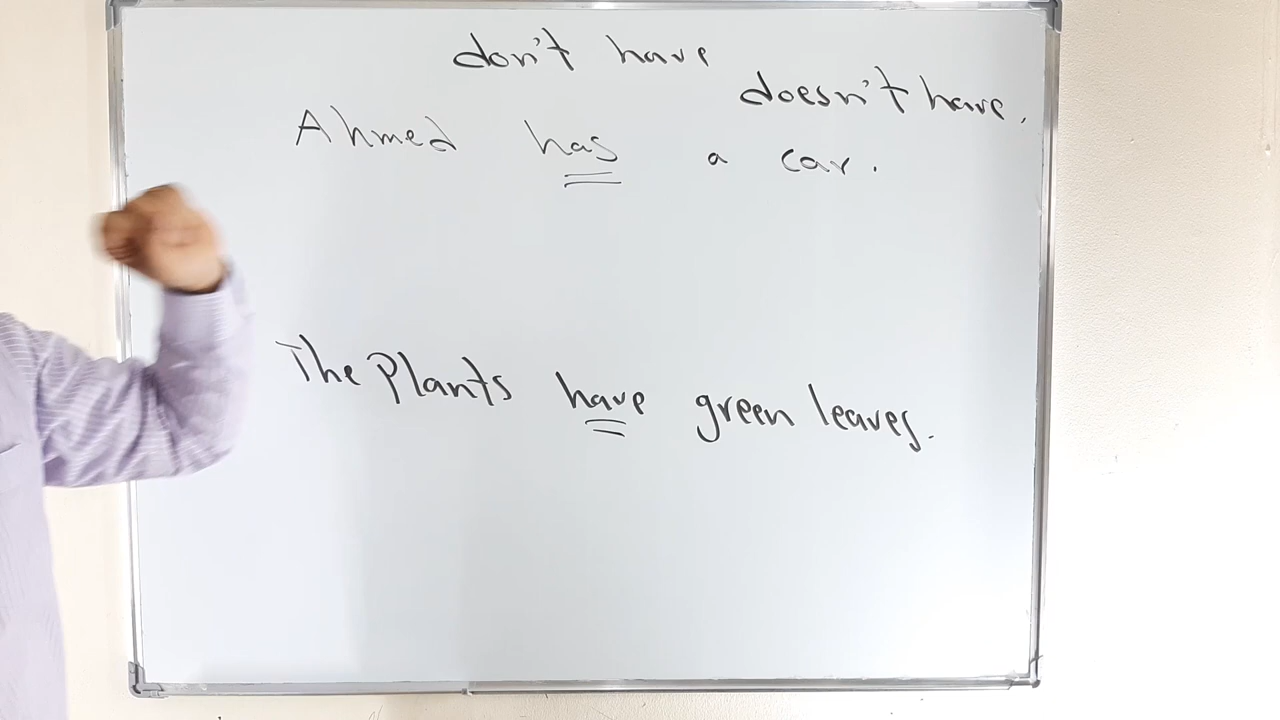 don't have
doesn't have.
Ahmed has a car.
The Plants have green leaves.